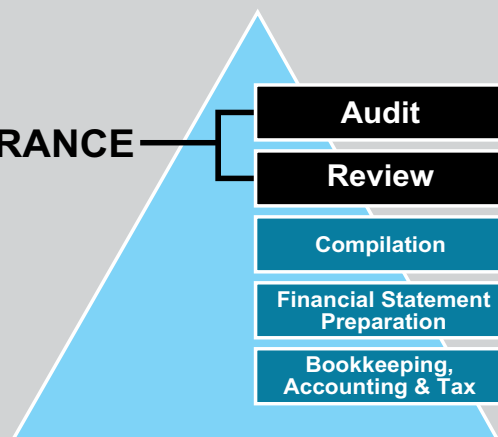 RANCE
Audit
Review
Compilation
Financial Statement
Preparation
Bookkeeping,
Accounting & Tax